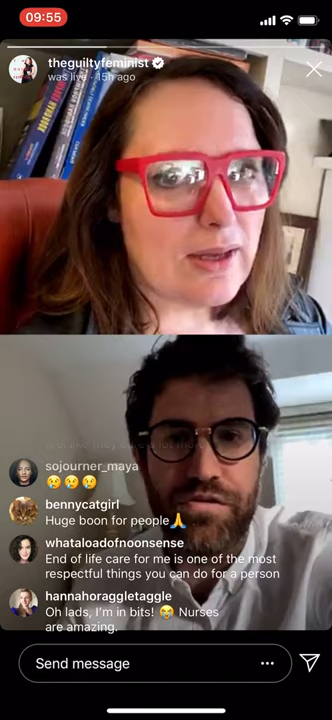 09:55
theguiltyfeminist
was live · 15h ago
sojourner_maya
😢😢😢
bennycatgirl
Huge boon for people🙏
whataloadofnonsense
End of life care for me is one of the most
respectful things you can do for a person
hannahoraggletaggle
Oh lads, I'm in bits! 😭 Nurses
are amazing.
Send message